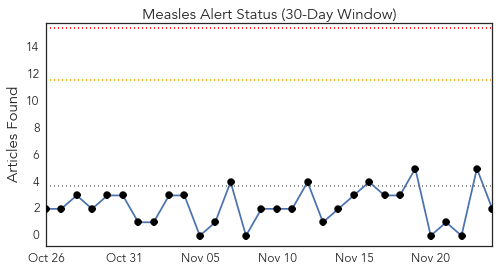 Measles Alert Status (30-Day Window)
Articles Found
14
12
10
8
6
4
2
0
Oct 26 Oct 31 Nov 05 Nov 10 Nov 15 Nov 20